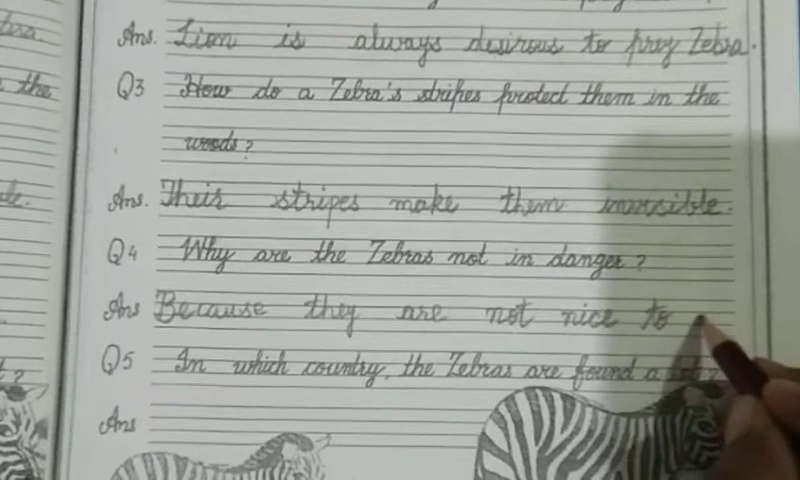 Ans. Lion is always desirous to prey Zebra.
the
Q3 How do a Zebra's stripes protect them in the
woods?
Ans. Their stripes make them invisible.
Q4 Why are the Zebras not in danger?
Ans Because they are not nice to
Q5 In which country, the Zebras are found a lot?
Ans